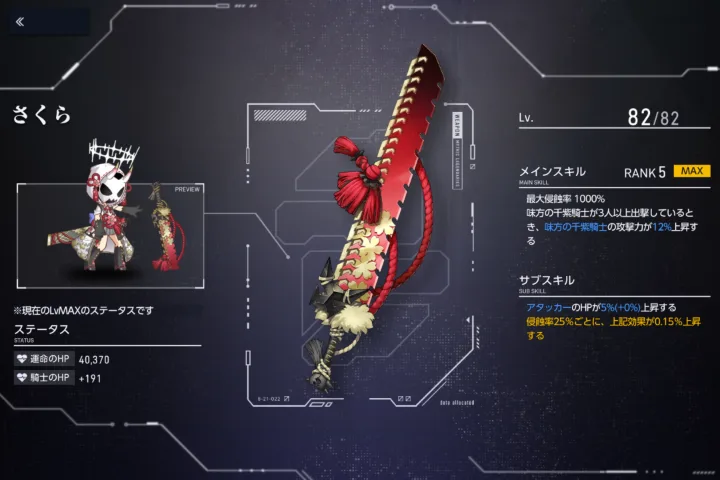 さくら
PREVIEW
※現在のLvMAXのステータスです
ステータス
STATUS
運命のHP 40,370
騎士のHP +191
WEAPON
8-21-022
data allocated
Lv. 82/82
メインスキル RANK 5 MAX
MAIN SKILL
最大侵蝕率 1000%
味方の千紫騎士が3人以上出撃していると
き、味方の千紫騎士の攻撃力が12%上昇す
る
サブスキル
SUB SKILL
アタッカーのHPが5%(+0%)上昇する
侵蝕率25%ごとに、上記効果が0.15%上昇
する